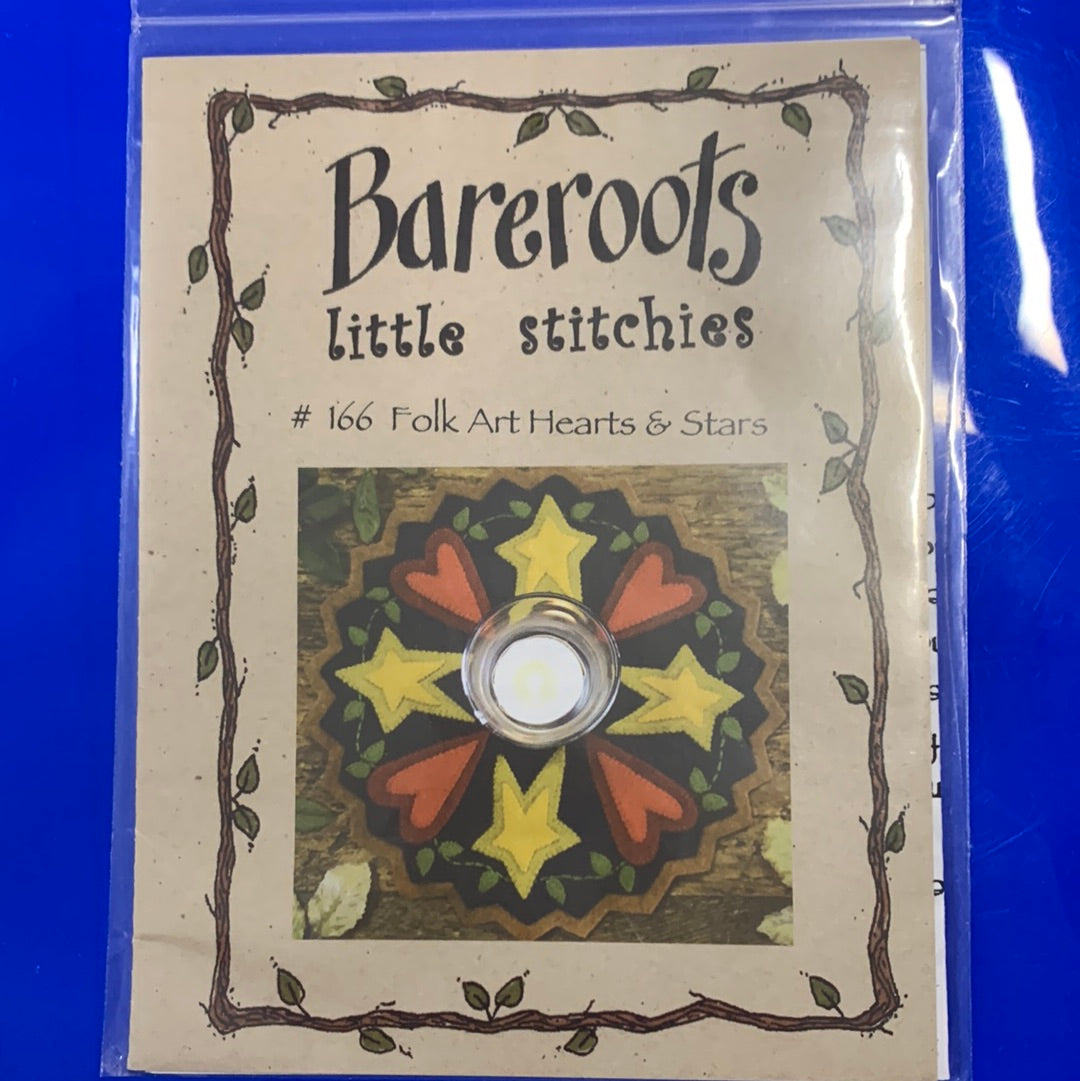 Bareroots
little stitchies
# 166 Folk Art Hearts & Stars